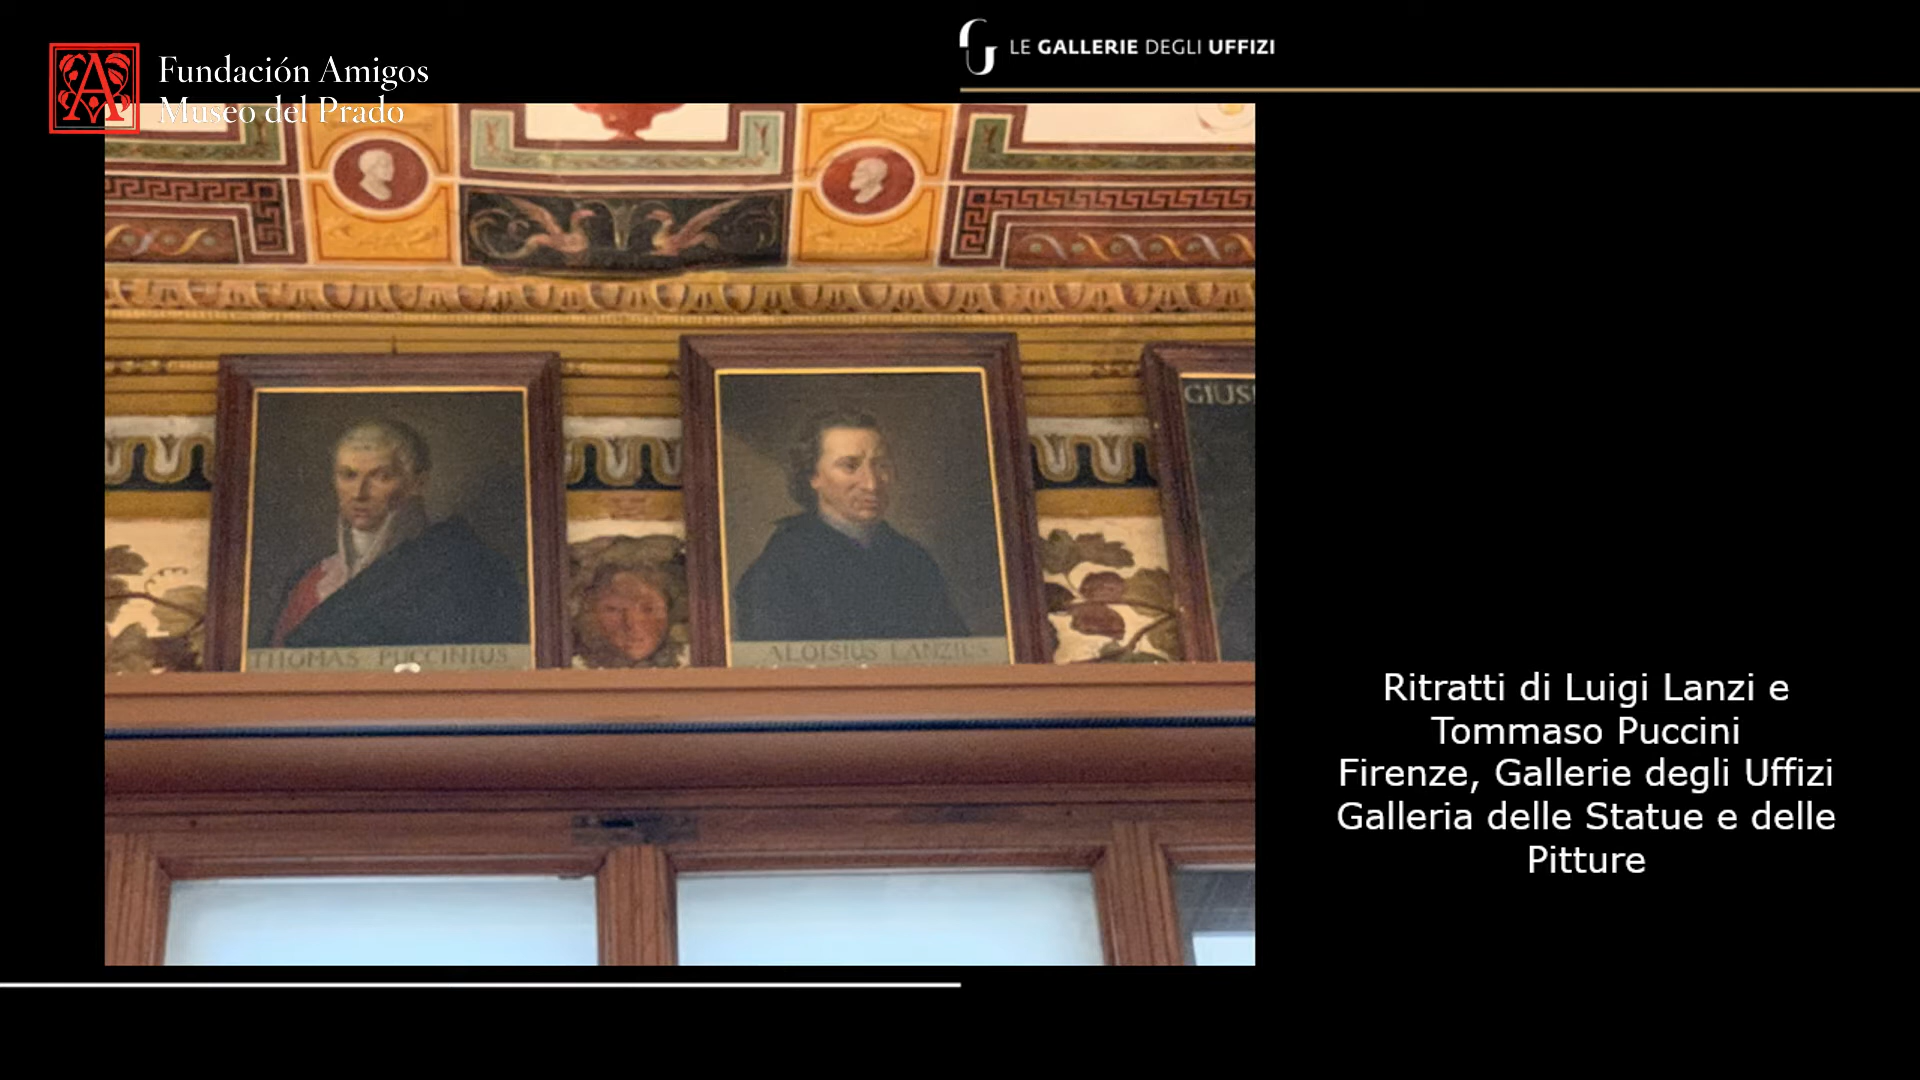 Fundación Amigos
Museo del Prado
LE GALLERIE DEGLI UFFIZI
GIUS
THOMAS PUCCINIUS
ALOISIUS LANZIUS
Ritratti di Luigi Lanzi e
Tommaso Puccini
Firenze, Gallerie degli Uffizi
Galleria delle Statue e delle
Pitture